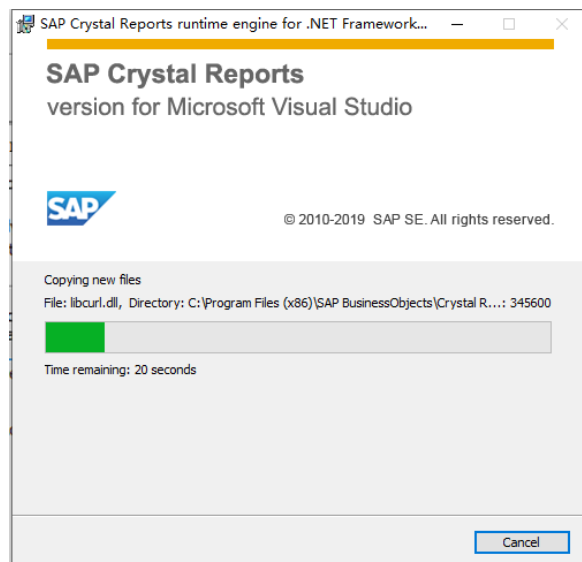 SAP Crystal Reports runtime engine for .NET Framework...
SAP Crystal Reports
version for Microsoft Visual Studio
SAP
© 2010-2019 SAP SE. All rights reserved.
Copying new files
File: libcurl.dll, Directory: C:\Program Files (x86)\SAP BusinessObjects\Crystal R...: 345600
Time remaining: 20 seconds
Cancel